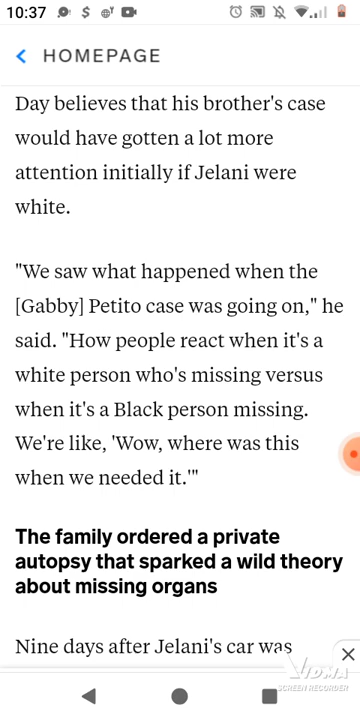 10:37
HOMEPAGE
Day believes that his brother's case
would have gotten a lot more
attention initially if Jelani were
white.
"We saw what happened when the
[Gabby] Petito case was going on," he
said. "How people react when it's a
white person who's missing versus
when it's a Black person missing.
We're like, 'Wow, where was this
when we needed it.'"
The family ordered a private
autopsy that sparked a wild theory
about missing organs
Nine days after Jelani's car was
VIDMA
SCREEN RECORDER